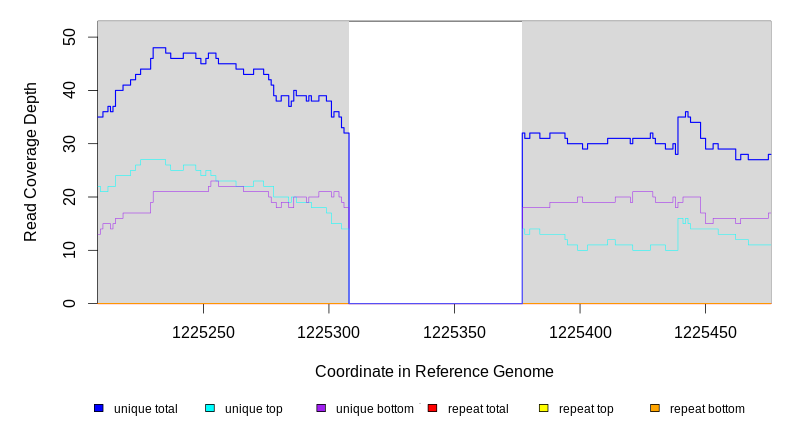 Read Coverage Depth
50
40
30
20
10
0
1225250 1225300 1225350 1225400 1225450
Coordinate in Reference Genome
unique total unique top unique bottom repeat total repeat top repeat bottom